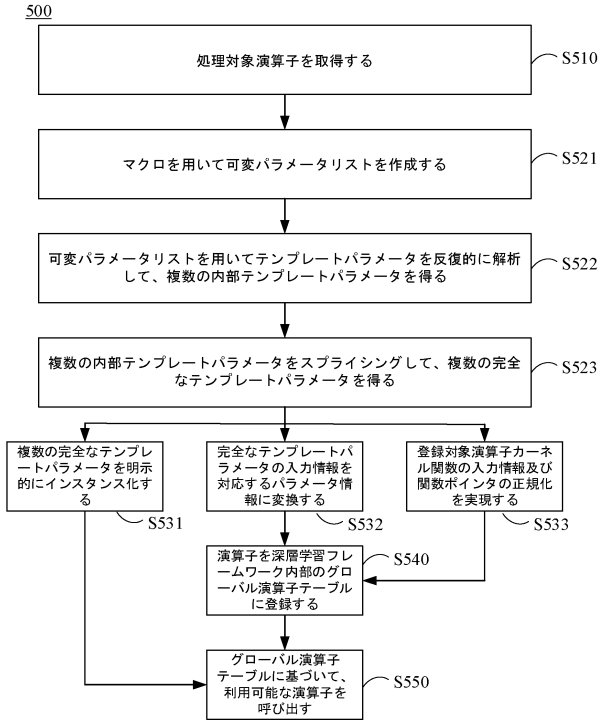 500
処理対象演算子を取得する
S510
マクロを用いて可変パラメータリストを作成する
S521
可変パラメータリストを用いてテンプレートパラメータを反復的に解析
して、複数の内部テンプレートパラメータを得る
S522
複数の内部テンプレートパラメータをスプライシングして、複数の完全
なテンプレートパラメータを得る
S523
複数の完全なテンプレ
ートパラメータを明示
的にインスタンス化す
る
S531
完全なテンプレートパ
ラメータの入力情報を
対応するパラメータ情
報に変換する
S532
登録対象演算子カーネ
ル関数の入力情報及び
関数ポインタの正規化
を実現する
S533
演算子を深層学習フレ
ームワーク内部のグロ
ーバル演算子テーブル
に登録する
S540
グローバル演算子
テーブルに基づいて、
利用可能な演算子を
呼び出す
S550